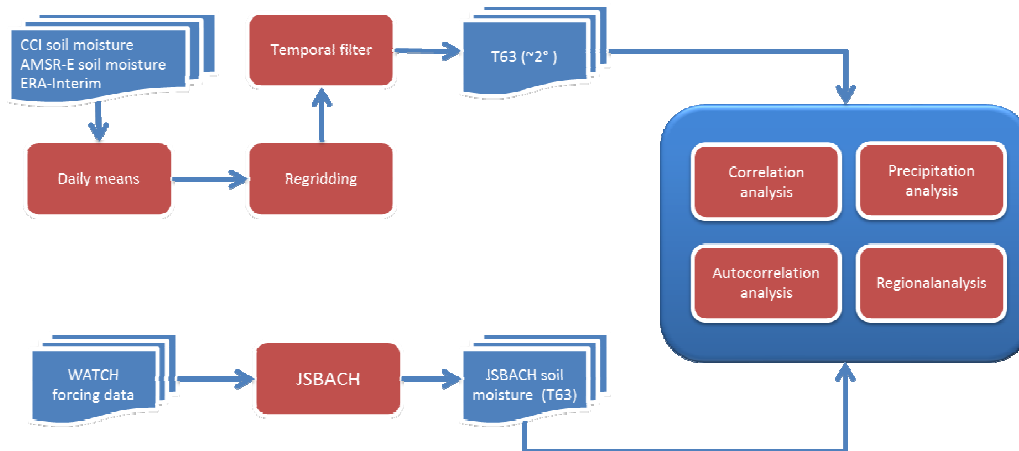 CCI soil moisture
AMSR-E soil moisture
ERA-Interim
Temporal filter
T63 (~2° )
Daily means
Regridding
Correlation
analysis
Precipitation
analysis
Autocorrelation
analysis
Regionalanalysis
WATCH
forcing data
JSBACH
JSBACH soil
moisture (T63)